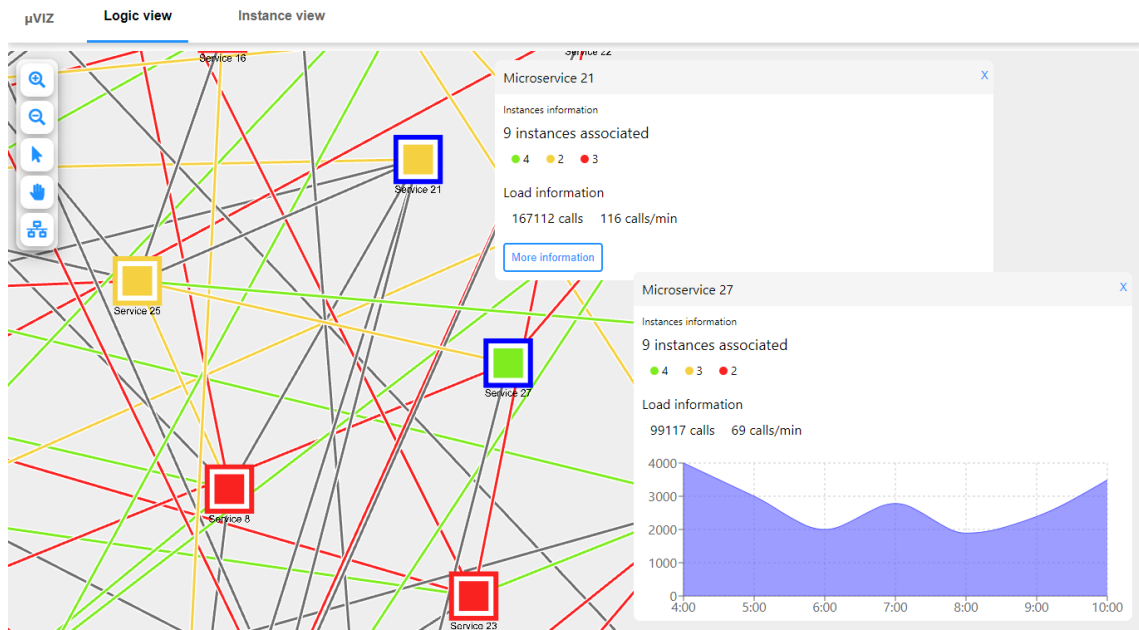 µVIZ
Logic view
Instance view
Service 16
Service 22
Microservice 21
X
Instances information
9 instances associated
4 2 3
Load information
167112 calls 116 calls/min
More information
Service 21
Service 25
Microservice 27
X
Instances information
9 instances associated
4 3 2
Load information
99117 calls 69 calls/min
Service 27
4000
3000
2000
1000
0
4:00 5:00 6:00 7:00 8:00 9:00 10:00
Service 8
Service 23